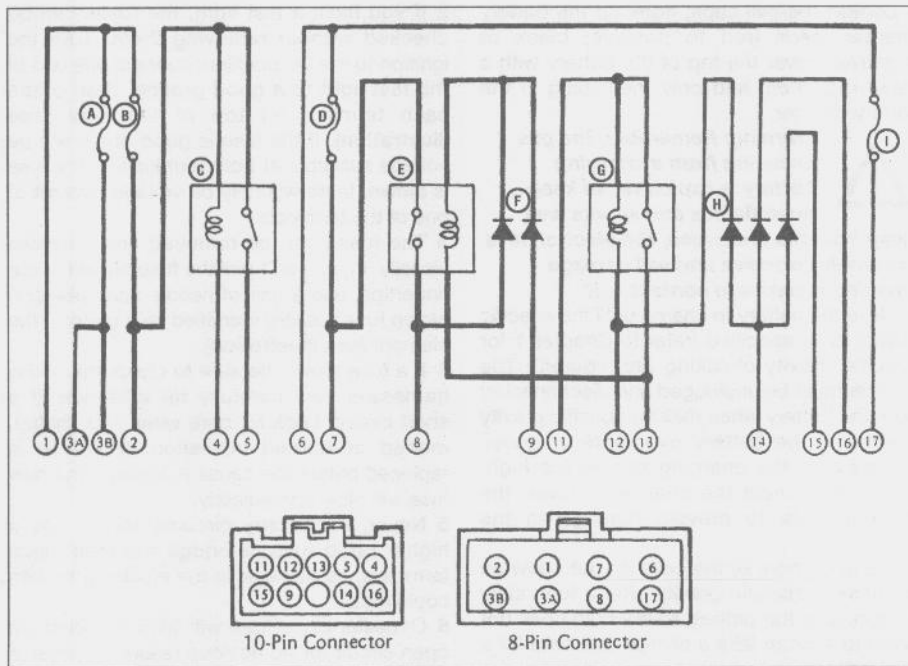 A B D I
C E G
F H
1 3A 3B 2 4 5 6 7 8 9 11 12 13 14 15 16 17
11 12 13 5 4
15 9 14 16
10-Pin Connector
2 1 7 6
3B 3A 8 17
8-Pin Connector